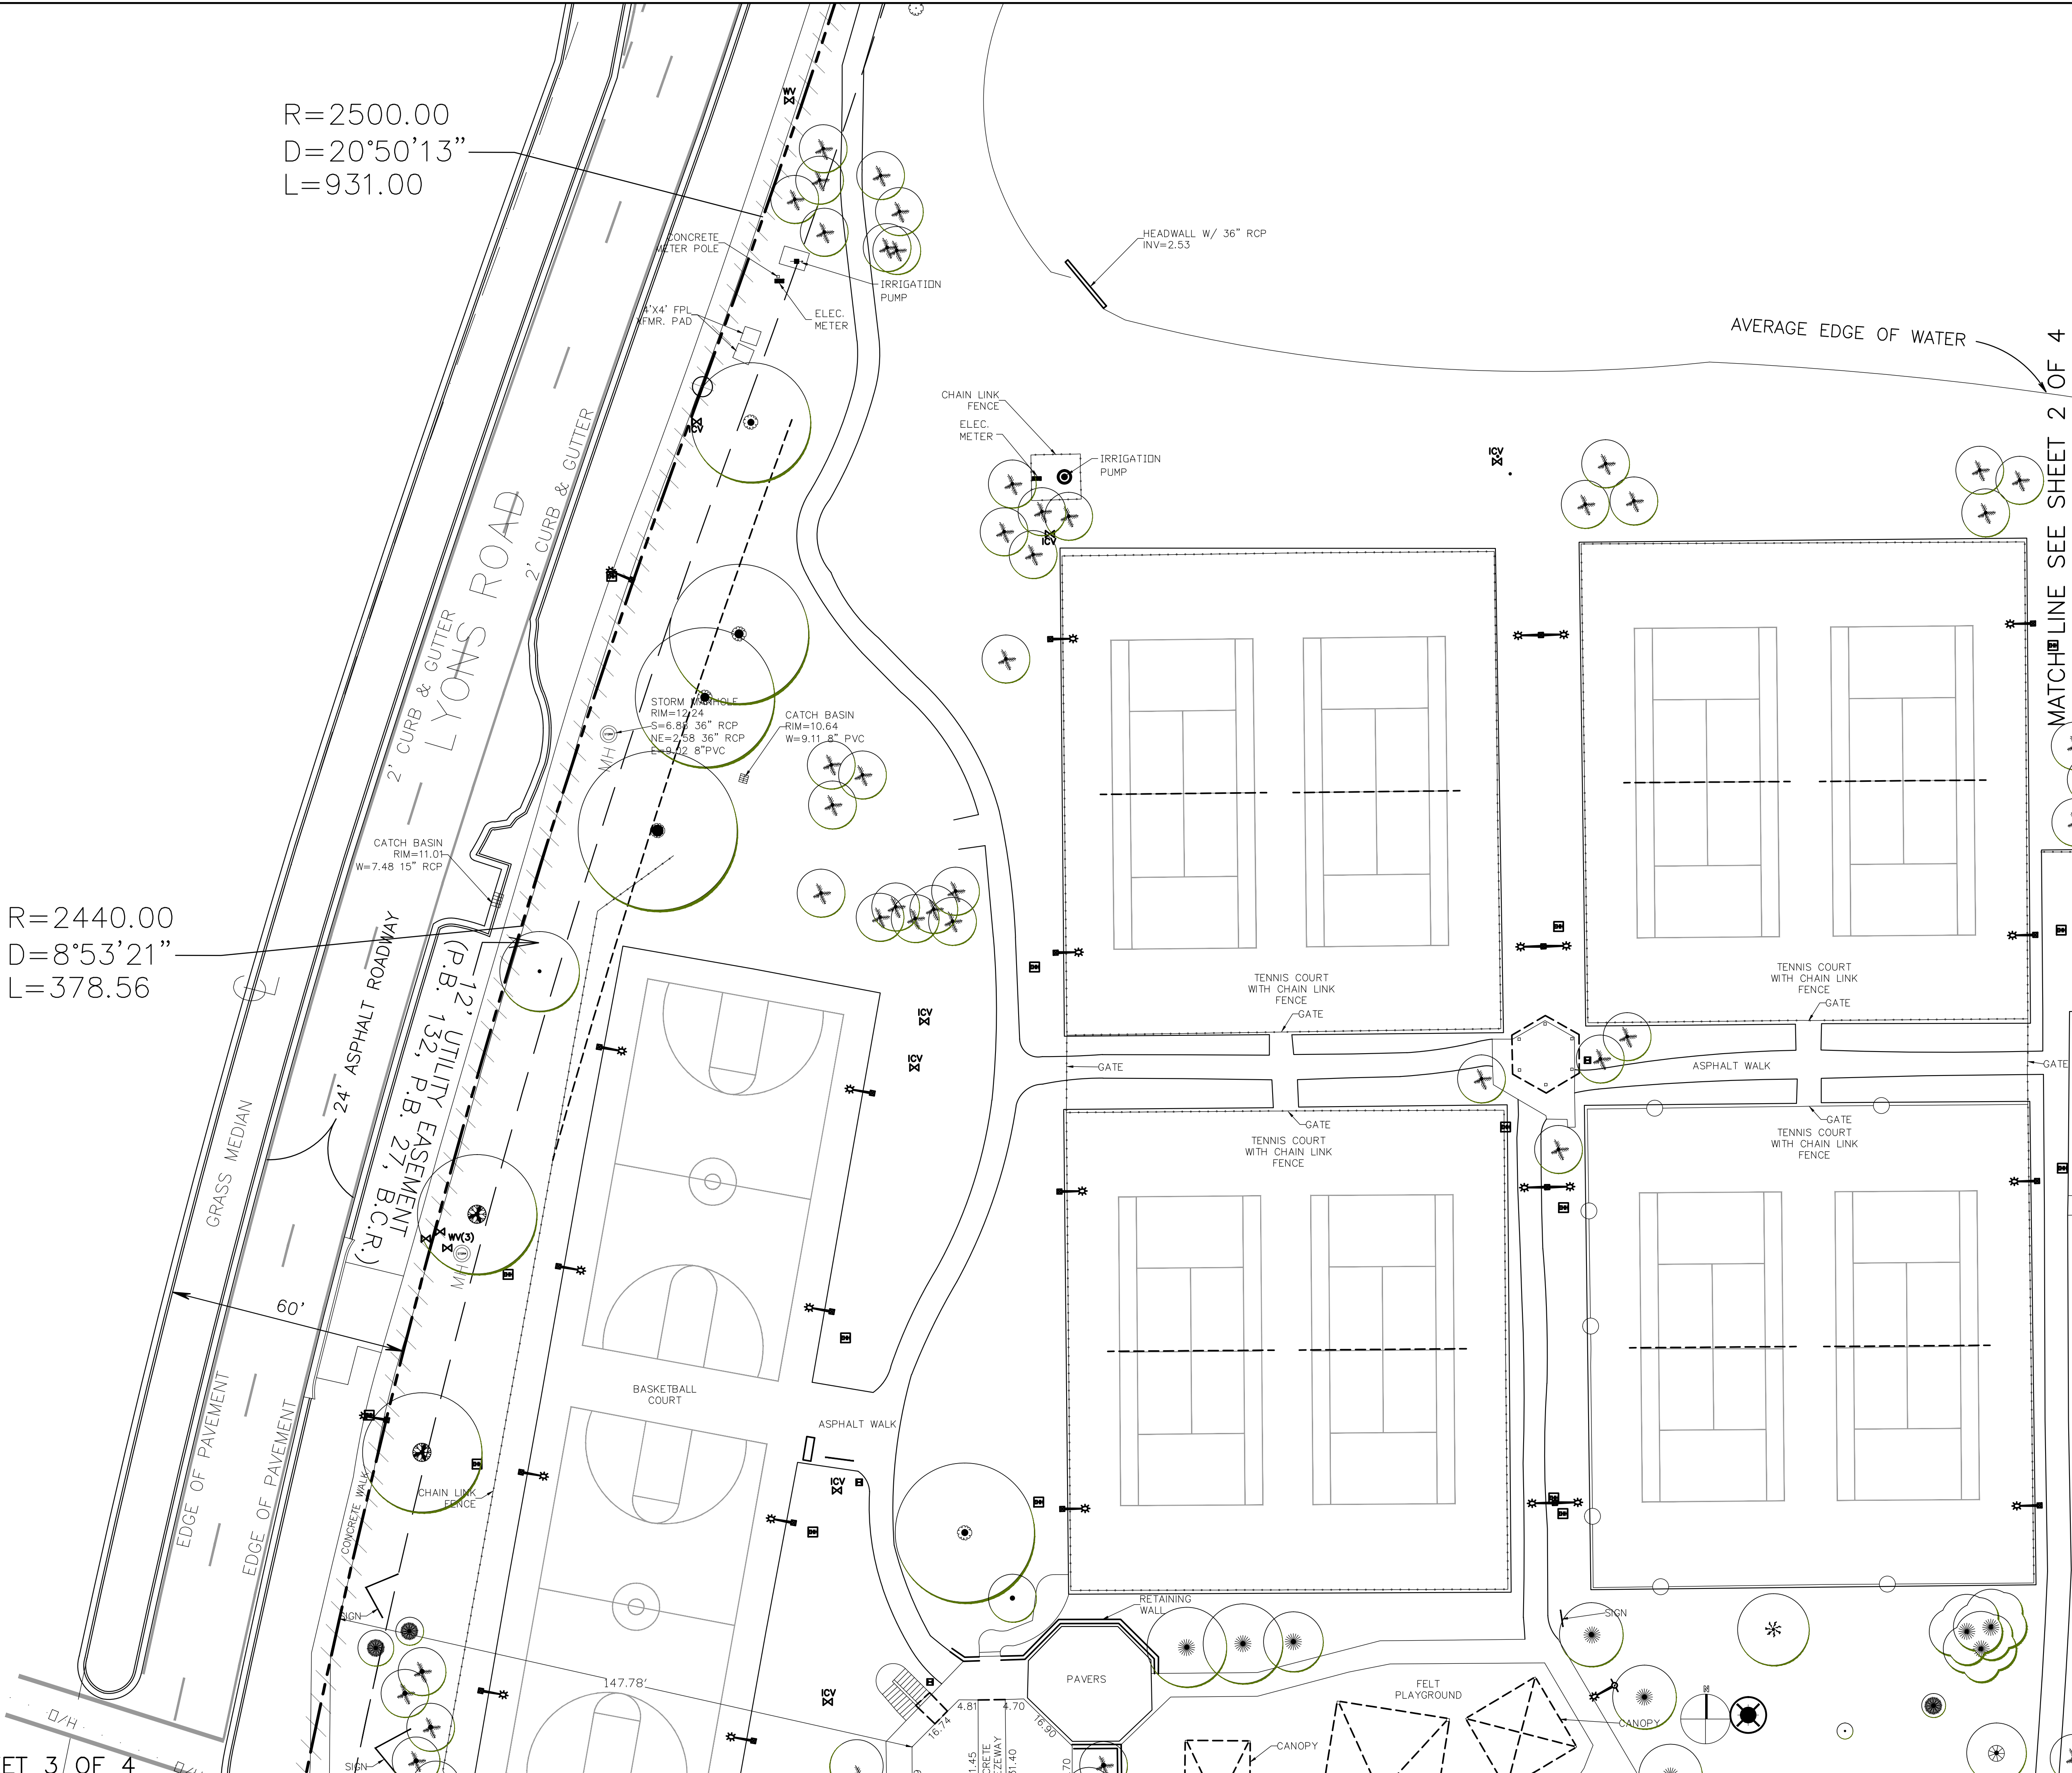 R=2500.00
D=20°50'13"
L=931.00
WV
CONCRETE
METER POLE
IRRIGATION
PUMP
4'X4' FPL
XFMR. PAD
ELEC.
METER
HEADWALL W/ 36" RCP
INV=2.53
AVERAGE EDGE OF WATER
MATCH LINE SEE SHEET 2 OF 4
CHAIN LINK
FENCE
ELEC.
METER
IRRIGATION
PUMP
ICV
ICV
ICV
2' CURB & GUTTER
LYONS ROAD
2' CURB & GUTTER
STORM MANHOLE
RIM=12.24
S=6.88 36" RCP
NE=2.58 36" RCP
E=9.02 8"PVC
MH
CATCH BASIN
RIM=10.64
W=9.11 8" PVC
CATCH BASIN
RIM=11.01
W=7.48 15" RCP
R=2440.00
D=8°53'21"
L=378.56
24' ASPHALT ROADWAY
12' UTILITY EASEMENT
(P.B. 132, P.B. 27, B.C.R.)
TENNIS COURT
WITH CHAIN LINK
FENCE
GATE
TENNIS COURT
WITH CHAIN LINK
FENCE
GATE
ICV
ICV
GATE
ASPHALT WALK
GATE
GATE
TENNIS COURT
WITH CHAIN LINK
FENCE
GATE
TENNIS COURT
WITH CHAIN LINK
FENCE
GRASS MEDIAN
WV(3)
MH
60'
BASKETBALL
COURT
ASPHALT WALK
EDGE OF PAVEMENT
EDGE OF PAVEMENT
CONCRETE WALK
CHAIN LINK
FENCE
ICV
SIGN
RETAINING
WALL
SIGN
147.78'
PAVERS
ICV
FELT
PLAYGROUND
N
4.81
4.70
16.74
16.90
CANOPY
CANOPY
O/H
SIGN
ET 3 OF 4